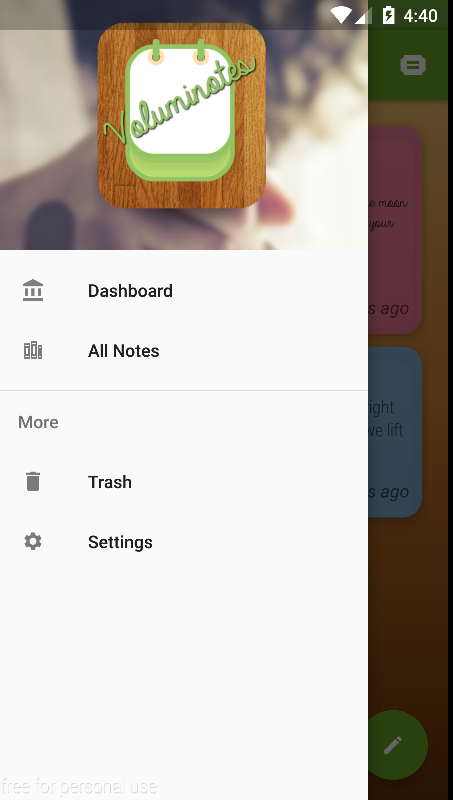 4:40
Voluminotes
Dashboard
All Notes
More
Trash
Settings
e moon
your
s ago
ight
we lift
s ago
free for personal use